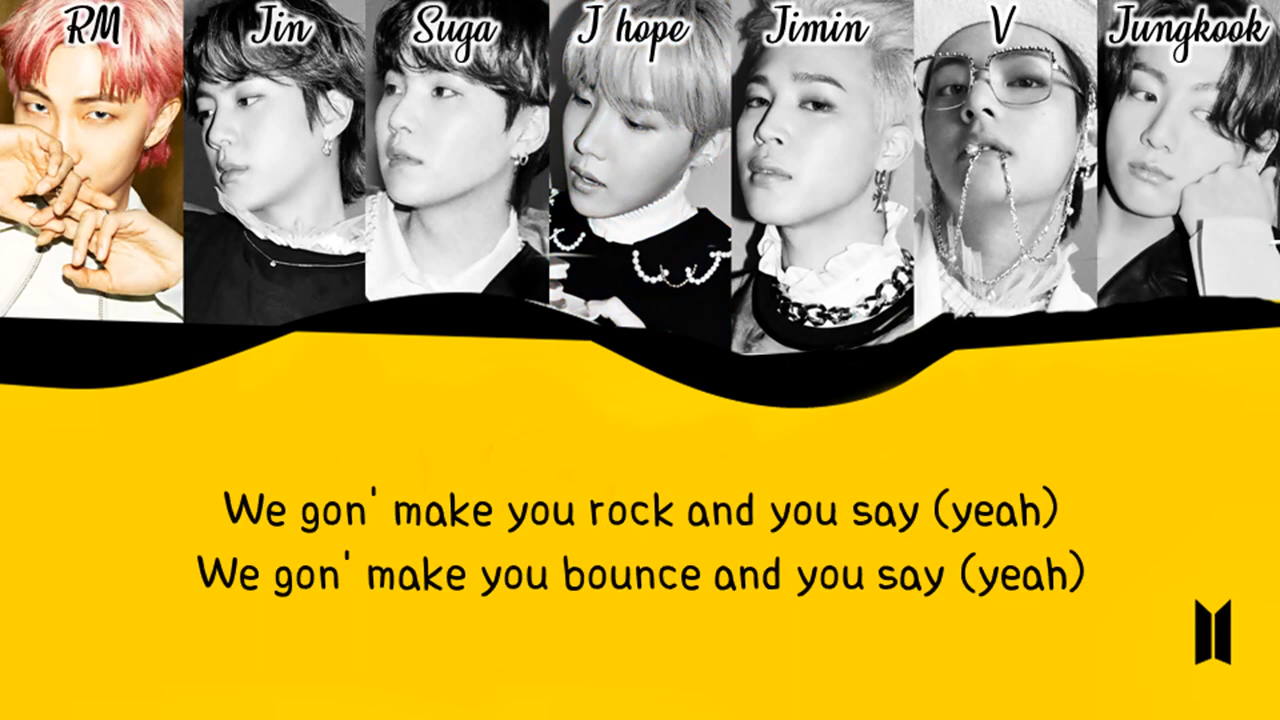 RM Jin Suga J hope Jimin V Jungkook
We gon' make you rock and you say (yeah)
We gon' make you bounce and you say (yeah)